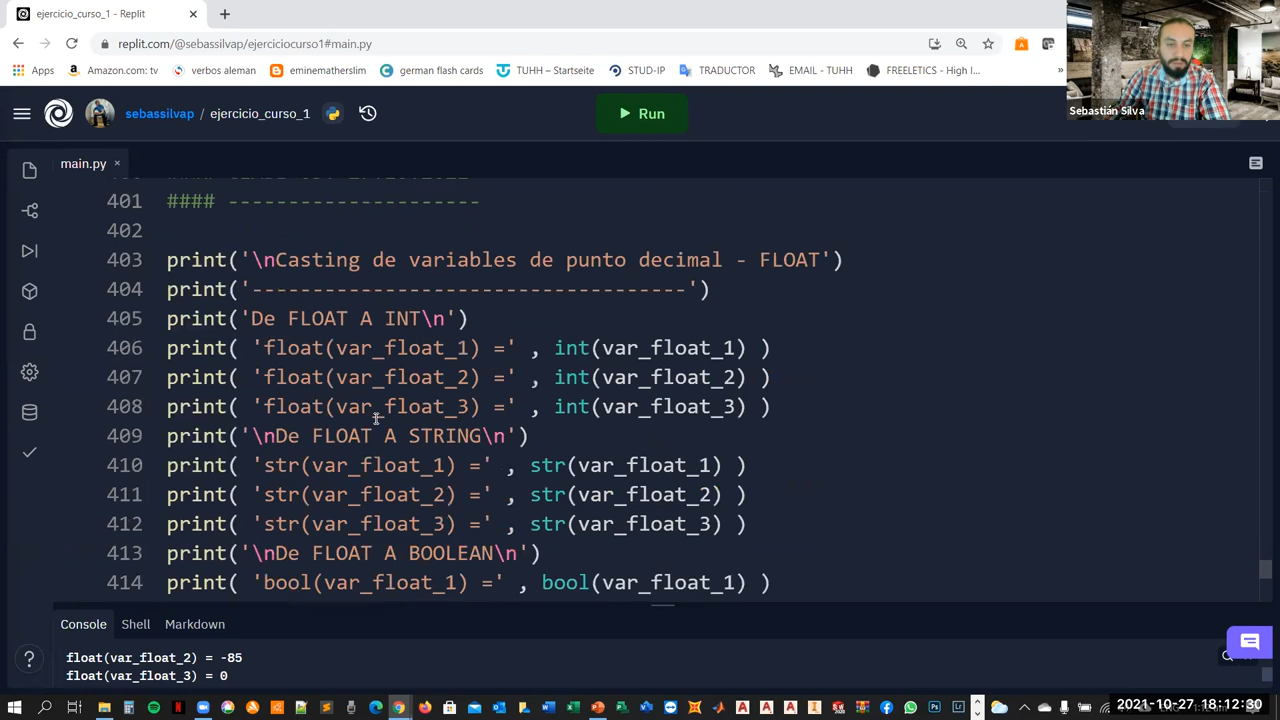 ejercicio_curso_1 - Replit
replit.com/@sebassilvap/ejerciciocurso1#main.py
Apps Amazon.com: tv verbos aleman eminematherslim german flash cards TUHH – Startseite STUD-IP TRADUCTOR EMAIL - TUHH FREELETICS - High I... »
Sebastián Silva
sebassilvap / ejercicio_curso_1
Run
main.py
401 #### ---------------------
402
403 print('\nCasting de variables de punto decimal - FLOAT')
404 print('------------------------------------')
405 print('De FLOAT A INT\n')
406 print( 'float(var_float_1) =' , int(var_float_1) )
407 print( 'float(var_float_2) =' , int(var_float_2) )
408 print( 'float(var_float_3) =' , int(var_float_3) )
409 print('\nDe FLOAT A STRING\n')
410 print( 'str(var_float_1) =' , str(var_float_1) )
411 print( 'str(var_float_2) =' , str(var_float_2) )
412 print( 'str(var_float_3) =' , str(var_float_3) )
413 print('\nDe FLOAT A BOOLEAN\n')
414 print( 'bool(var_float_1) =' , bool(var_float_1) )
Console Shell Markdown
float(var_float_2) = -85
float(var_float_3) = 0
2021-10-27 18:12:30